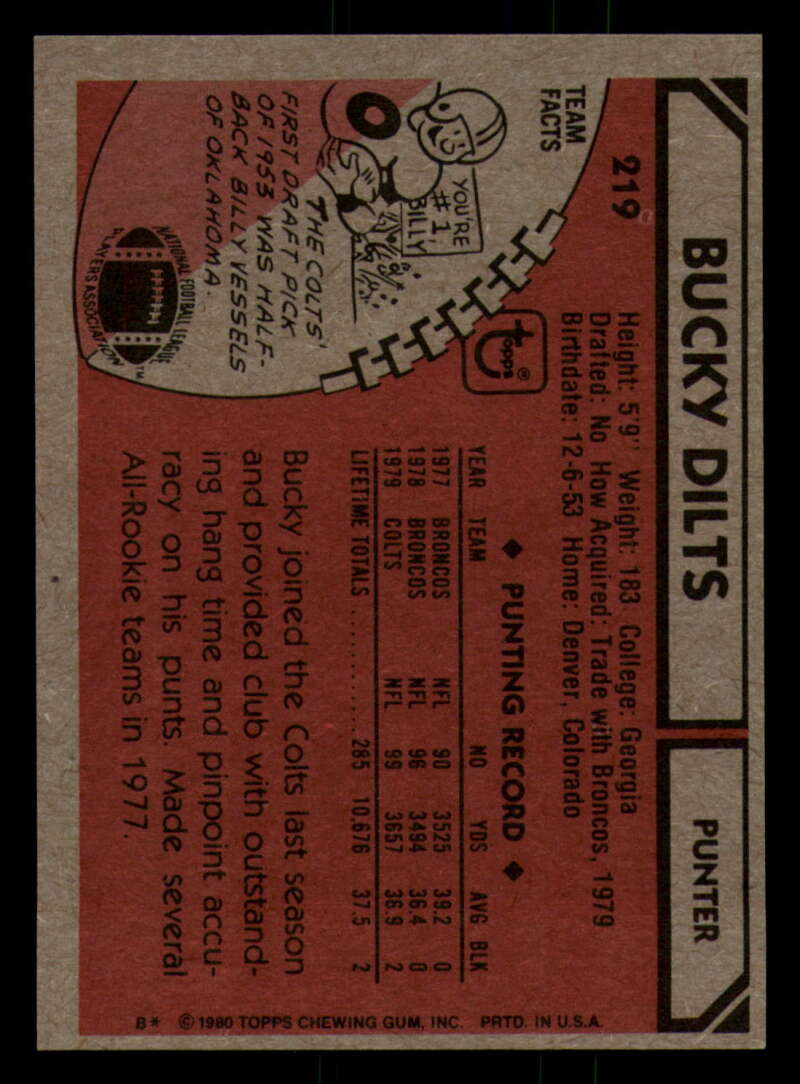 BUCKY DILTS
PUNTER
219
Height: 5'9" Weight: 183 College: Georgia
Drafted: No How Acquired: Trade with Broncos, 1979
Birthdate: 12-6-53 Home: Denver, Colorado
TEAM
FACTS
YOU'RE
#1,
BILLY
THE COLTS'
FIRST DRAFT PICK
OF 1953 WAS HALF-
BACK BILLY VESSELS
OF OKLAHOMA.
NATIONAL FOOTBALL LEAGUE
PLAYERS ASSOCIATION
TM
topps®
◆ PUNTING RECORD ◆
YEAR TEAM NO YDS AVG BLK
1977 BRONCOS NFL 90 3525 39.2 0
1978 BRONCOS NFL 96 3494 36.4 0
1979 COLTS NFL 99 3657 36.9 2
LIFETIME TOTALS ............ 285 10,676 37.5 2
Bucky joined the Colts last season
and provided club with outstand-
ing hang time and pinpoint accu-
racy on his punts. Made several
All-Rookie teams in 1977.
B* © 1980 TOPPS CHEWING GUM, INC. PRTD. IN U.S.A.